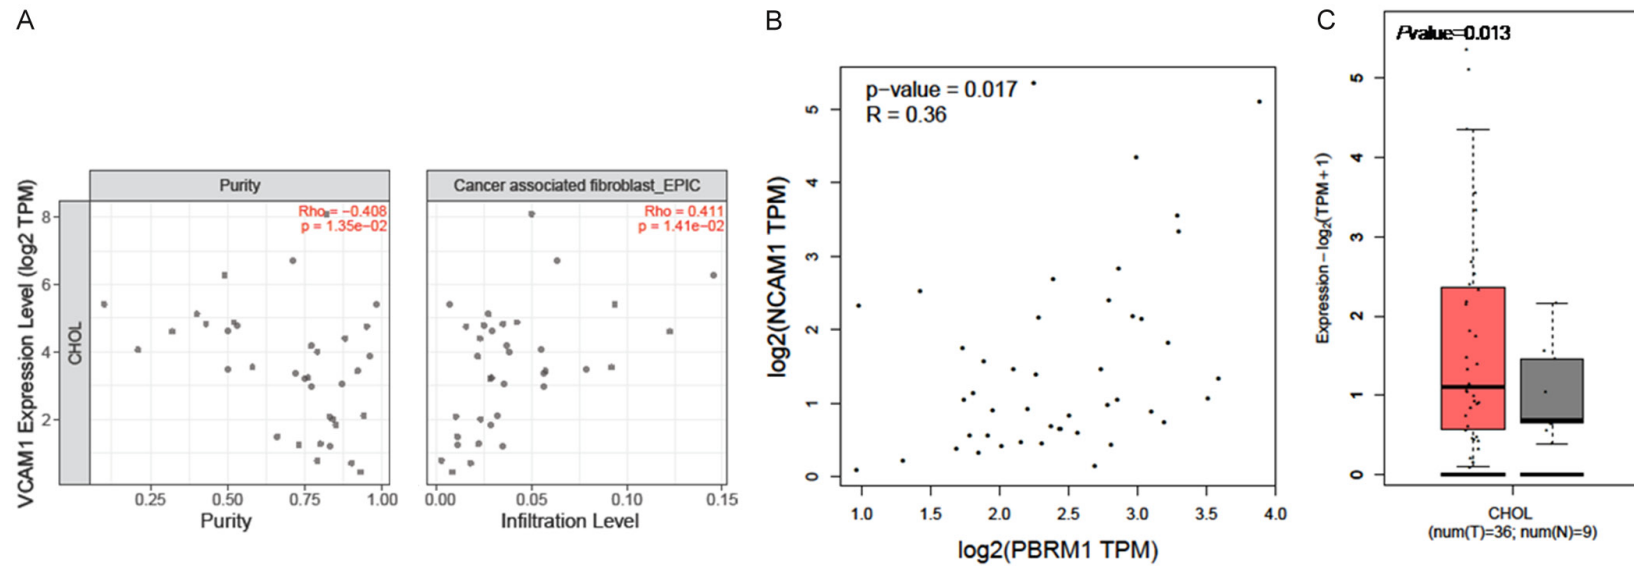 A
Purity
Cancer associated fibroblast_EPIC
Rho = −0.408
p = 1.35e−02
Rho = 0.411
p = 1.41e−02
VCAM1 Expression Level (log2 TPM)
CHOL
8
6
4
2
0.25 0.50 0.75 1.00
0.00 0.05 0.10 0.15
Purity
Infiltration Level
B
p−value = 0.017
R = 0.36
log2(NCAM1 TPM)
5
4
3
2
1
0
1.0 1.5 2.0 2.5 3.0 3.5 4.0
log2(PBRM1 TPM)
C
Pvalue=0.013
Expression − log2(TPM + 1)
5
4
3
2
1
0
CHOL
(num(T)=36; num(N)=9)